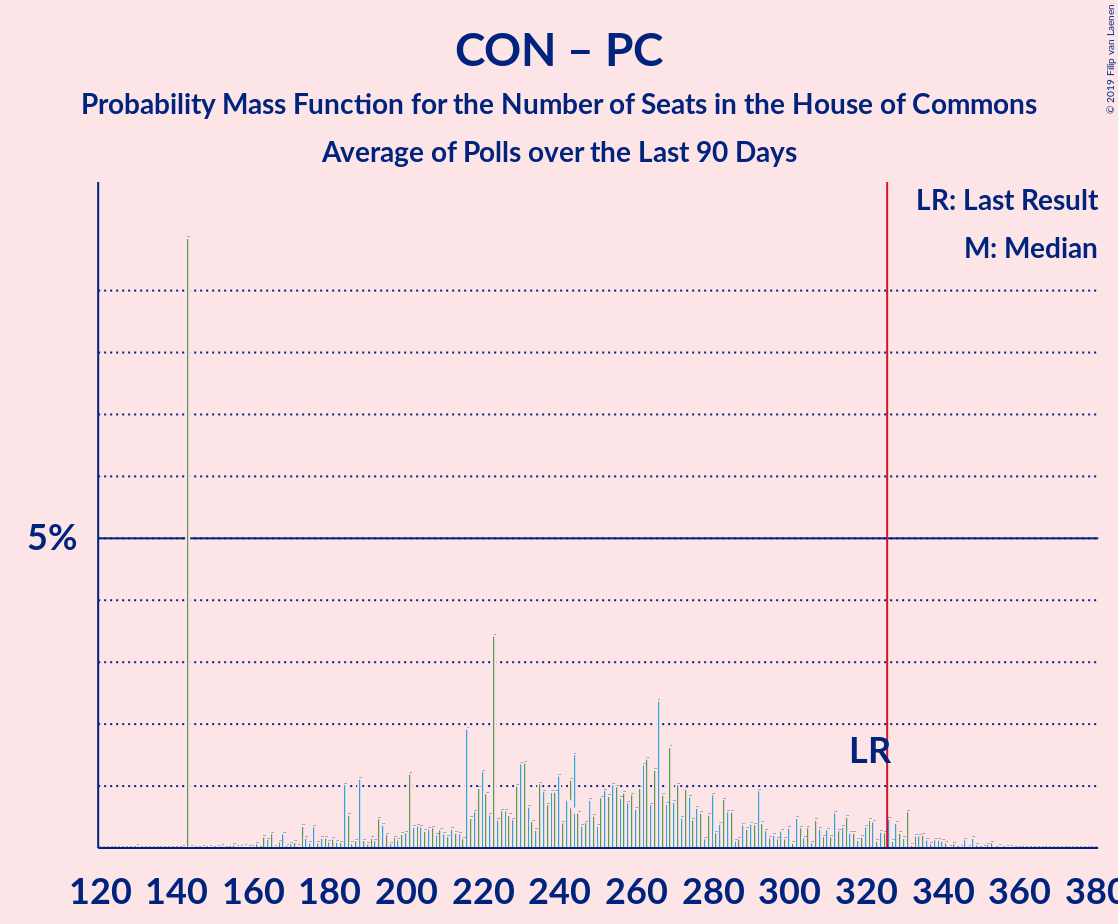 CON – PC
Probability Mass Function for the Number of Seats in the House of Commons
Average of Polls over the Last 90 Days
© 2019 Filip van Laenen
LR: Last Result
M: Median
5%
LR
120 140 160 180 200 220 240 260 280 300 320 340 360 380